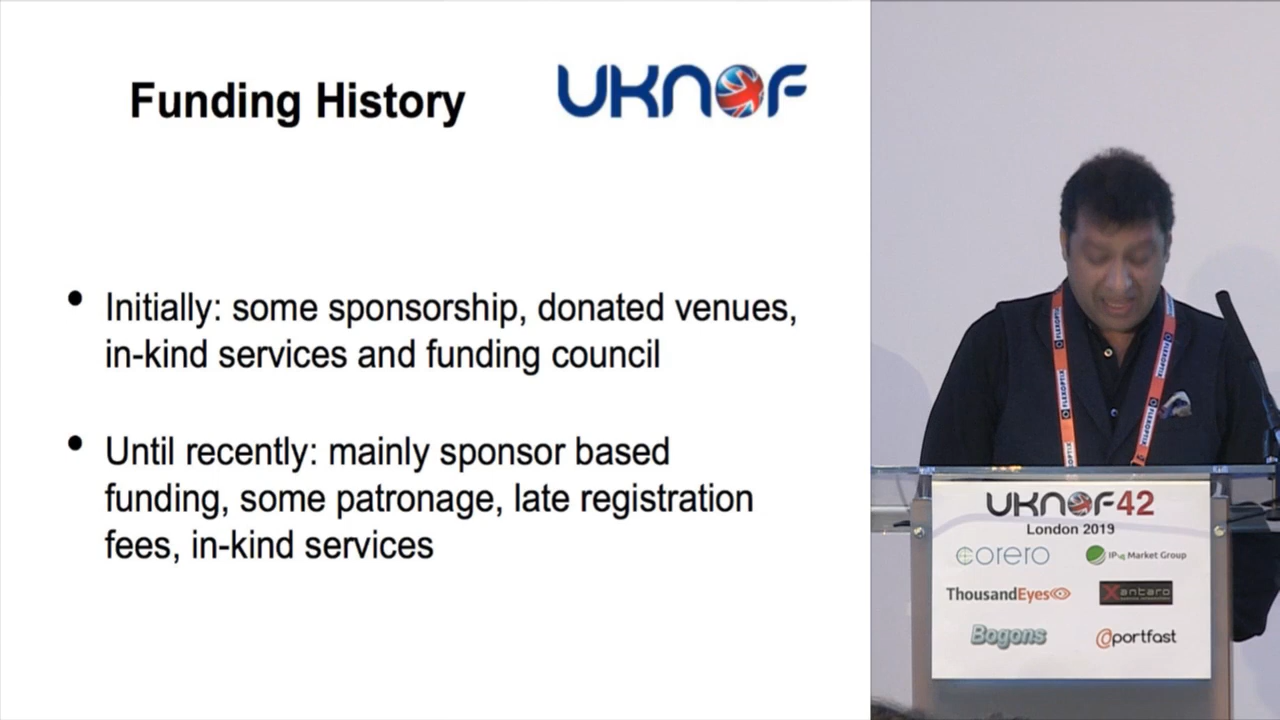 Funding History
UKNOF
• Initially: some sponsorship, donated venues,
in-kind services and funding council
• Until recently: mainly sponsor based
funding, some patronage, late registration
fees, in-kind services
FLEXOPTIX
FLEXOPTIX
UKNOF42
London 2019
corero
IPv4 Market Group
ThousandEyes
Xantaro
Bogons
@portfast